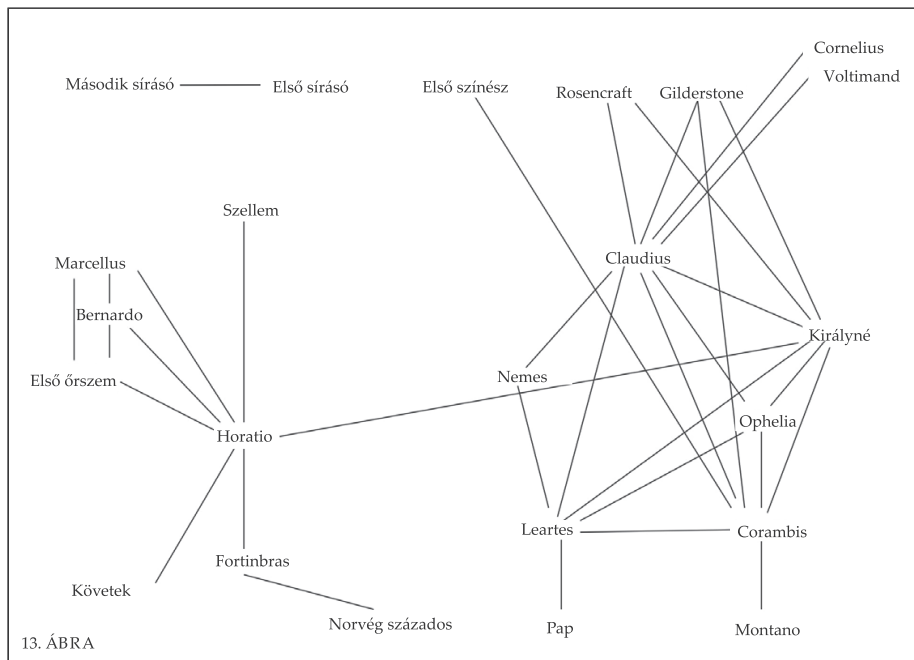 Cornelius
Voltimand
Második sírásó
Első sírásó
Első színész
Rosencraft
Gilderstone
Szellem
Marcellus
Claudius
Bernardo
Királyné
Első őrszem
Nemes
Ophelia
Horatio
Leartes
Corambis
Fortinbras
Követek
Norvég százados
Pap
Montano
13. ÁBRA